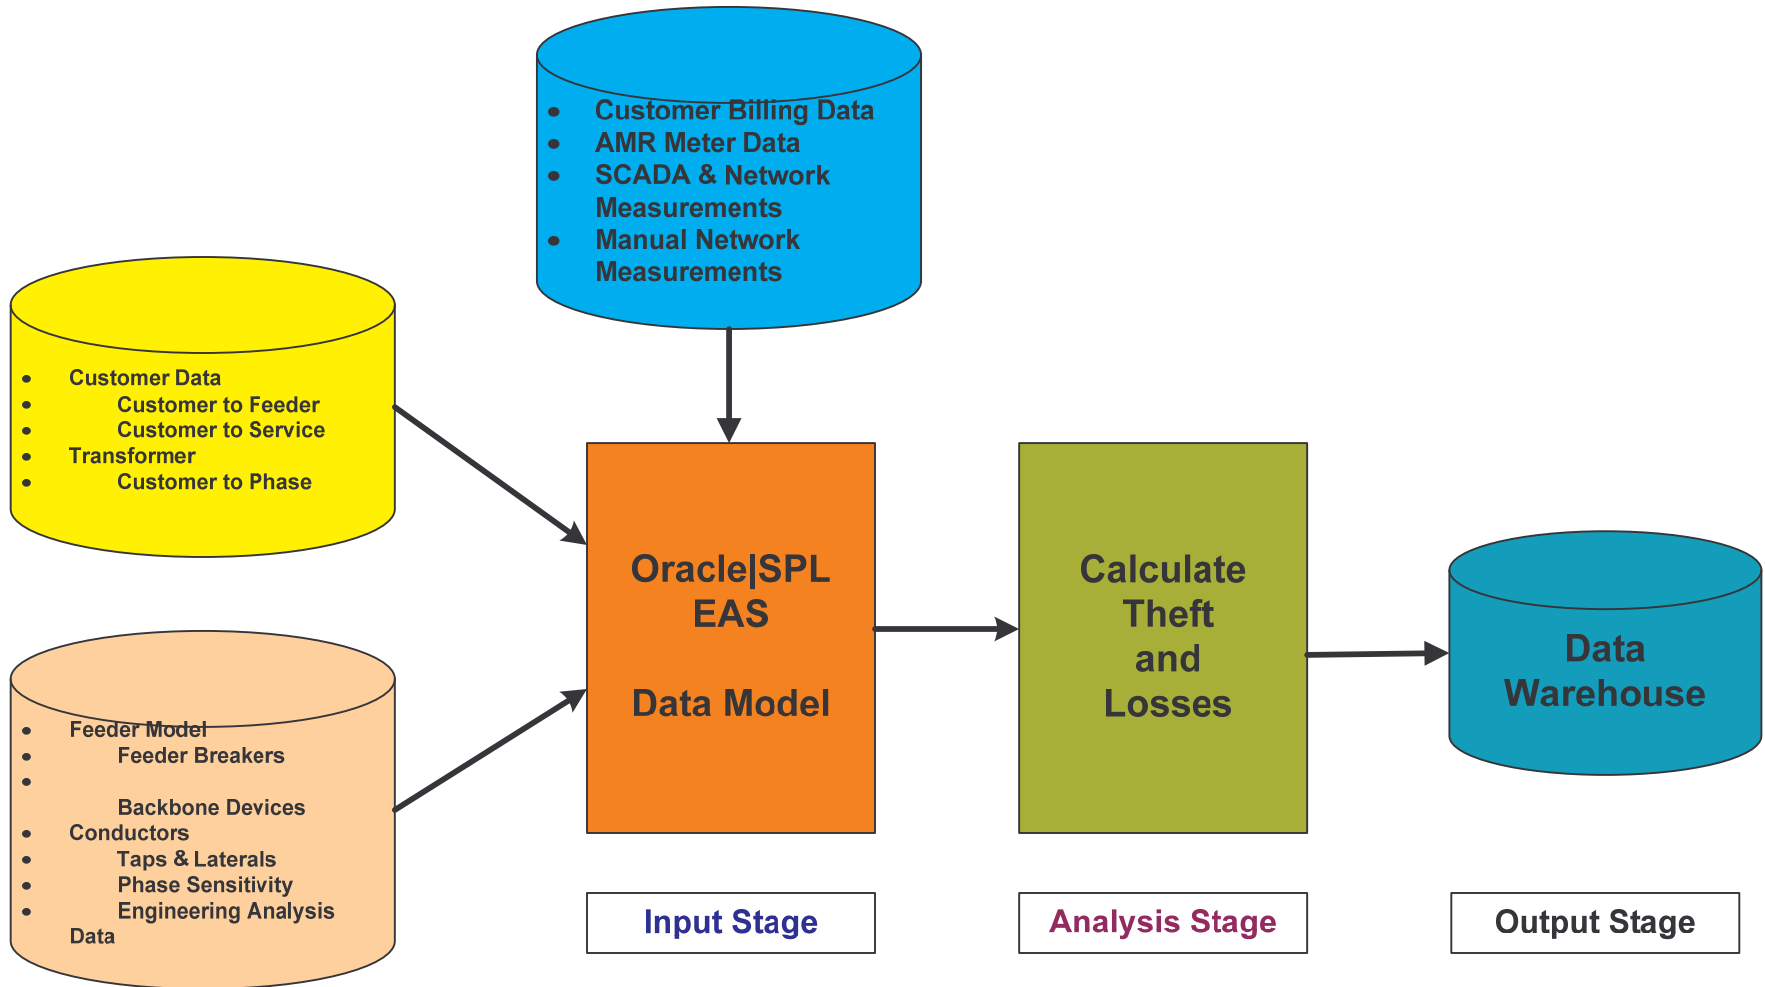 • Customer Billing Data
• AMR Meter Data
• SCADA & Network
Measurements
• Manual Network
Measurements
• Customer Data
• Customer to Feeder
• Customer to Service
• Transformer
• Customer to Phase
• Feeder Model
• Feeder Breakers
•
Backbone Devices
• Conductors
• Taps & Laterals
• Phase Sensitivity
• Engineering Analysis
Data
Oracle|SPL
EAS
Data Model
Calculate
Theft
and
Losses
Data
Warehouse
Input Stage
Analysis Stage
Output Stage